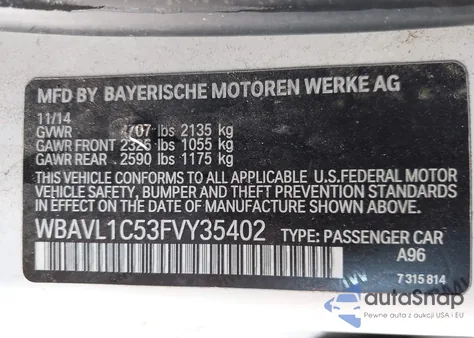 MFD BY BAYERISCHE MOTOREN WERKE AG
11/14
GVWR 4707 lbs 2135 kg
GAWR FRONT 2326 lbs 1055 kg
GAWR REAR 2590 lbs 1175 kg
THIS VEHICLE CONFORMS TO ALL APPLICABLE U.S.FEDERAL MOTOR
VEHICLE SAFETY, BUMPER AND THEFT PREVENTION STANDARDS
IN EFFECT ON THE DATE OF MANUFACTURE SHOWN ABOVE.
WBAVL1C53FVY35402 TYPE: PASSENGER CAR
A96
7 315 814
autoSnap
Pewne auta z aukcji USA i EU